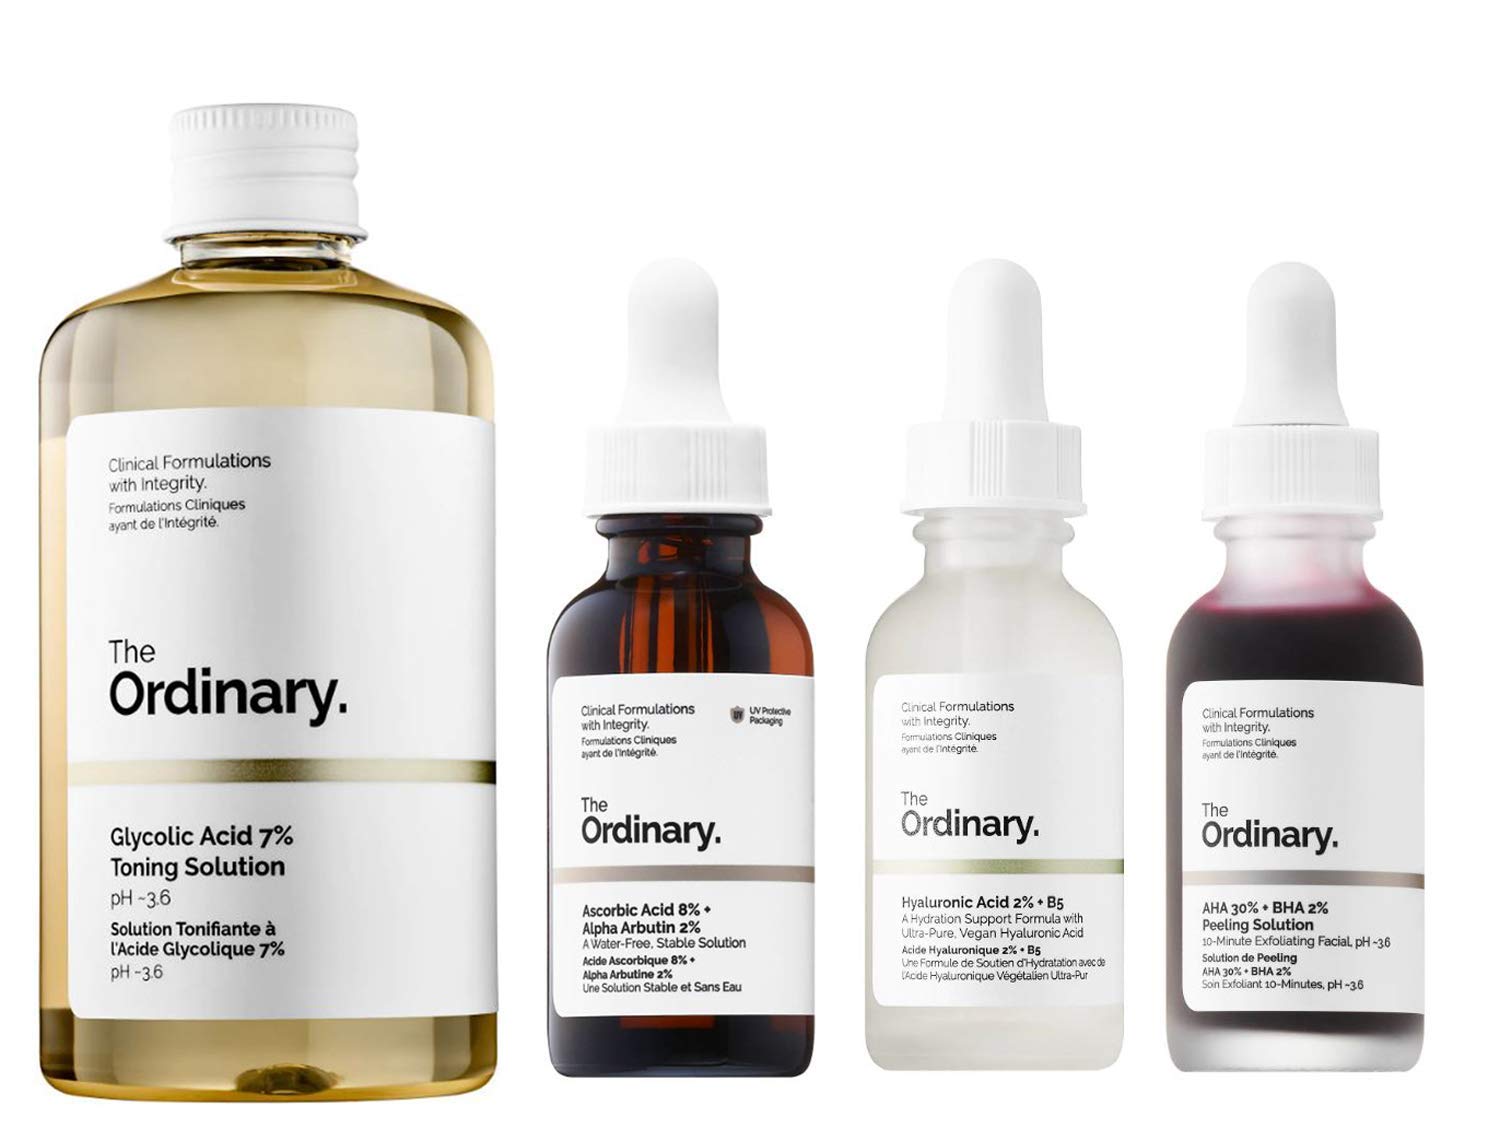 Clinical Formulations
with Integrity.
Formulations Cliniques
ayant de l'Intégrité.
The
Ordinary.
Glycolic Acid 7%
Toning Solution
pH ~3.6
Solution Tonifiante à
l'Acide Glycolique 7%
pH ~3.6
Clinical Formulations
with Integrity.
Formulations Cliniques
ayant de l'Intégrité.
UV
UV Protective
Packaging
The
Ordinary.
Ascorbic Acid 8% +
Alpha Arbutin 2%
A Water-Free, Stable Solution
Acide Ascorbique 8% +
Alpha Arbutine 2%
Une Solution Stable et Sans Eau
Clinical Formulations
with Integrity.
Formulations Cliniques
ayant de l'Intégrité.
The
Ordinary.
Hyaluronic Acid 2% + B5
A Hydration Support Formula with
Ultra-Pure, Vegan Hyaluronic Acid
Acide Hyaluronique 2% + B5
Une Formule de Soutien d'Hydratation avec de
l'Acide Hyaluronique Végétalien Ultra-Pur
Clinical Formulations
with Integrity.
Formulations Cliniques
ayant de l'Intégrité.
The
Ordinary.
AHA 30% + BHA 2%
Peeling Solution
10-Minute Exfoliating Facial, pH ~3.6
Solution de Peeling
AHA 30% + BHA 2%
Soin Exfoliant 10-Minutes, pH ~3.6